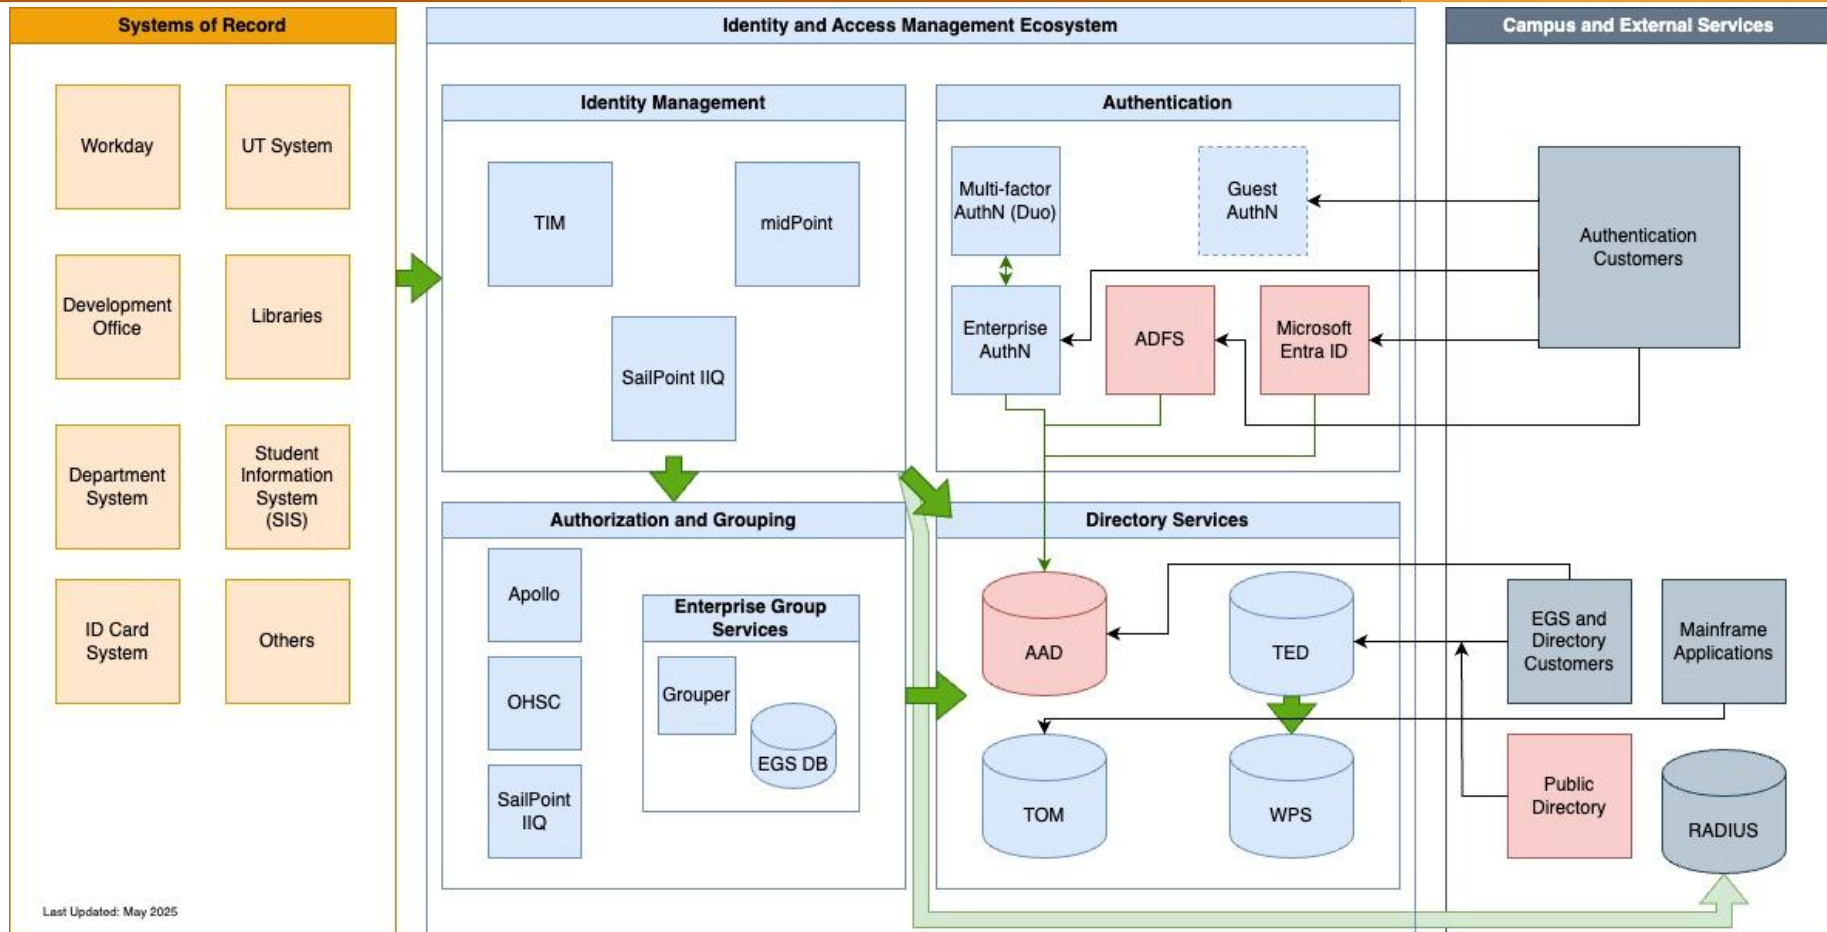 Systems of Record
Workday
UT System
Development
Office
Libraries
Department
System
Student
Information
System
(SIS)
ID Card
System
Others
Last Updated: May 2025
Identity and Access Management Ecosystem
Identity Management
TIM
midPoint
SailPoint IIQ
Authentication
Multi-factor
AuthN (Duo)
Guest
AuthN
Enterprise
AuthN
ADFS
Microsoft
Entra ID
Authorization and Grouping
Apollo
OHSC
SailPoint
IIQ
Enterprise Group
Services
Grouper
EGS DB
Directory Services
AAD
TED
TOM
WPS
Campus and External Services
Authentication
Customers
EGS and
Directory
Customers
Mainframe
Applications
Public
Directory
RADIUS